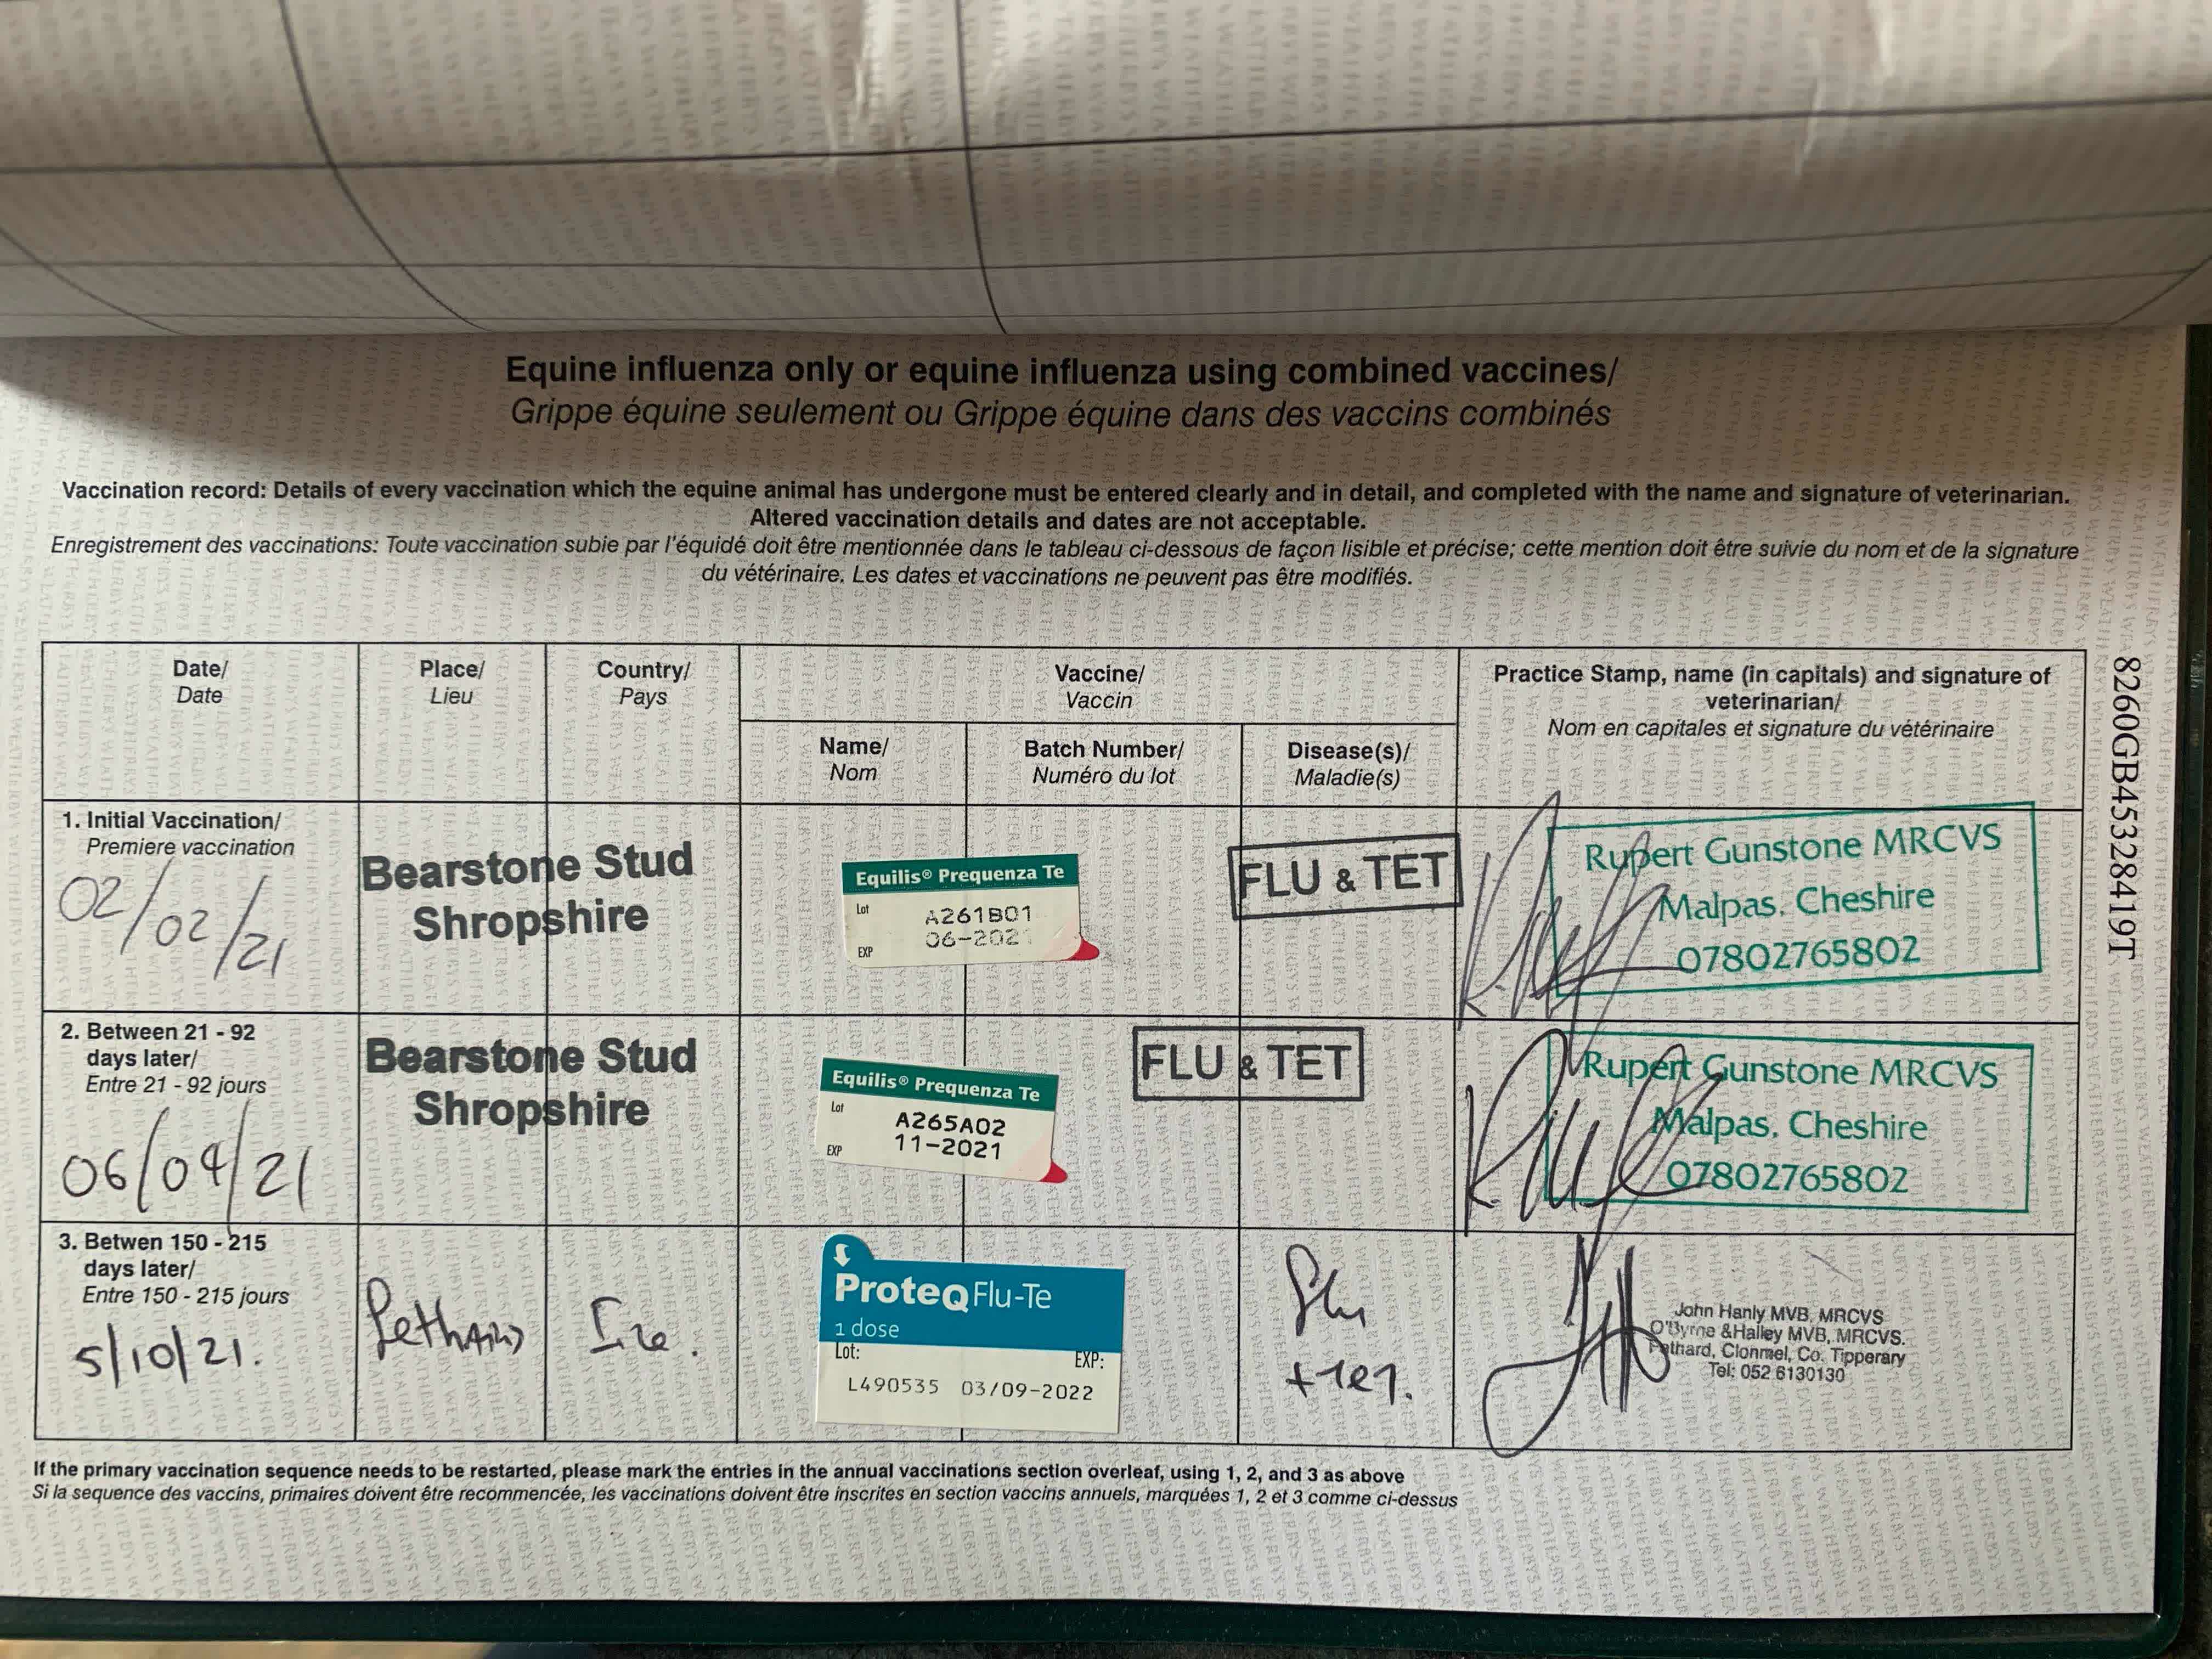 Equine influenza only or equine influenza using combined vaccines/
Grippe équine seulement ou Grippe équine dans des vaccins combinés
Vaccination record: Details of every vaccination which the equine animal has undergone must be entered clearly and in detail, and completed with the name and signature of veterinarian.
Altered vaccination details and dates are not acceptable.
Enregistrement des vaccinations: Toute vaccination subie par l'équidé doit être mentionnée dans le tableau ci-dessous de façon lisible et précise; cette mention doit être suivie du nom et de la signature
du vétérinaire. Les dates et vaccinations ne peuvent pas être modifiés.
Date/
Date
Place/
Lieu
Country/
Pays
Vaccine/
Vaccin
Name/
Nom
Batch Number/
Numéro du lot
Disease(s)/
Maladie(s)
Practice Stamp, name (in capitals) and signature of
veterinarian/
Nom en capitales et signature du vétérinaire
1. Initial Vaccination/
Premiere vaccination
02/02/21
Bearstone Stud
Shropshire
Equilis® Prequenza Te
Lot
A261B01
06-2021
EXP
FLU & TET
Rupert Gunstone MRCVS
Malpas. Cheshire
07802765802
2. Between 21 - 92
days later/
Entre 21 - 92 jours
06/04/21
Bearstone Stud
Shropshire
Equilis® Prequenza Te
Lot
A265A02
11-2021
EXP
FLU & TET
Rupert Gunstone MRCVS
Malpas. Cheshire
07802765802
3. Betwen 150 - 215
days later/
Entre 150 - 215 jours
5/10/21.
Ire.
ProteqFlu-Te
1 dose
Lot:
EXP:
L490535 03/09-2022
Flu
+ Tet.
John Hanly MVB, MRCVS
O'Byrne &Halley MVB, MRCVS.
Fethard, Clonmel, Co. Tipperary
Tel: 052 6130130
If the primary vaccination sequence needs to be restarted, please mark the entries in the annual vaccinations section overleaf, using 1, 2, and 3 as above
Si la sequence des vaccins, primaires doivent être recommencée, les vaccinations doivent être inscrites en section vaccins annuels, marquées 1, 2 et 3 comme ci-dessus
8260GB45328419T